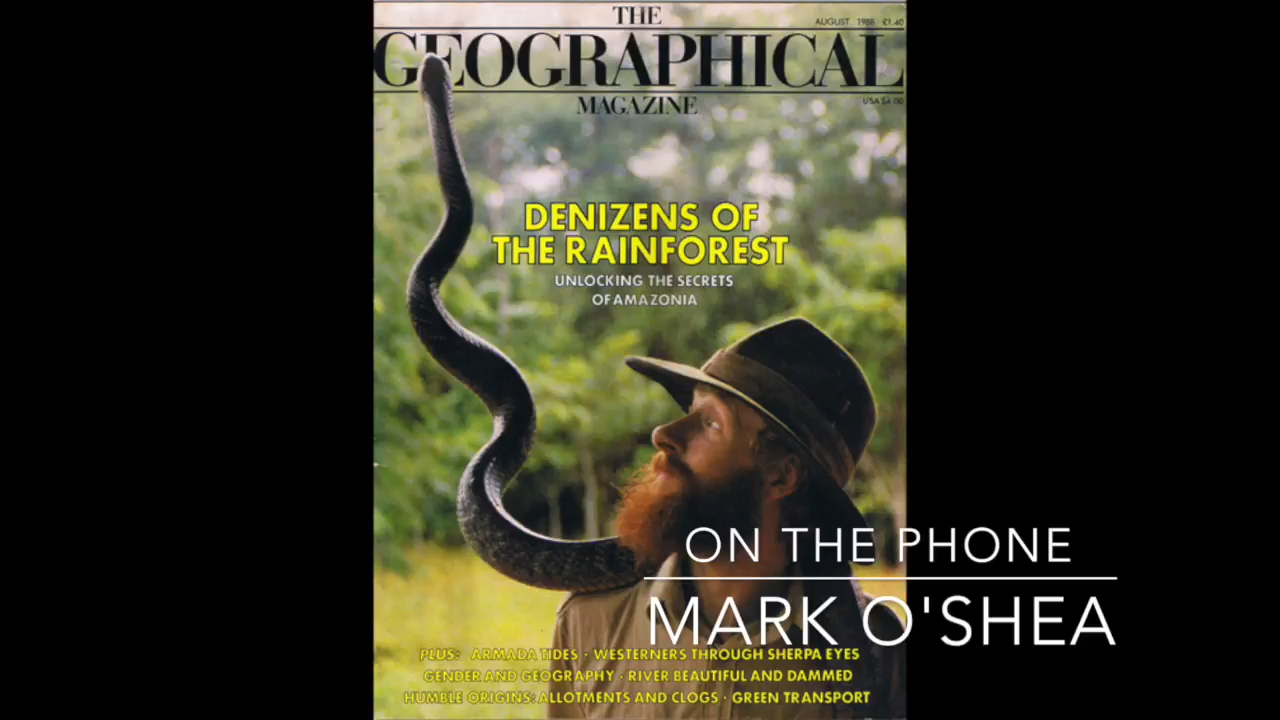 THE
AUGUST 1988 £1.40
GEOGRAPHICAL
MAGAZINE
USA $4.00
DENIZENS OF
THE RAINFOREST
UNLOCKING THE SECRETS
OF AMAZONIA
ON THE PHONE
MARK O'SHEA
PLUS: ARMADA TIDES · WESTERNERS THROUGH SHERPA EYES
GENDER AND GEOGRAPHY · RIVER BEAUTIFUL AND DAMMED
HUMBLE ORIGINS: ALLOTMENTS AND CLOGS · GREEN TRANSPORT